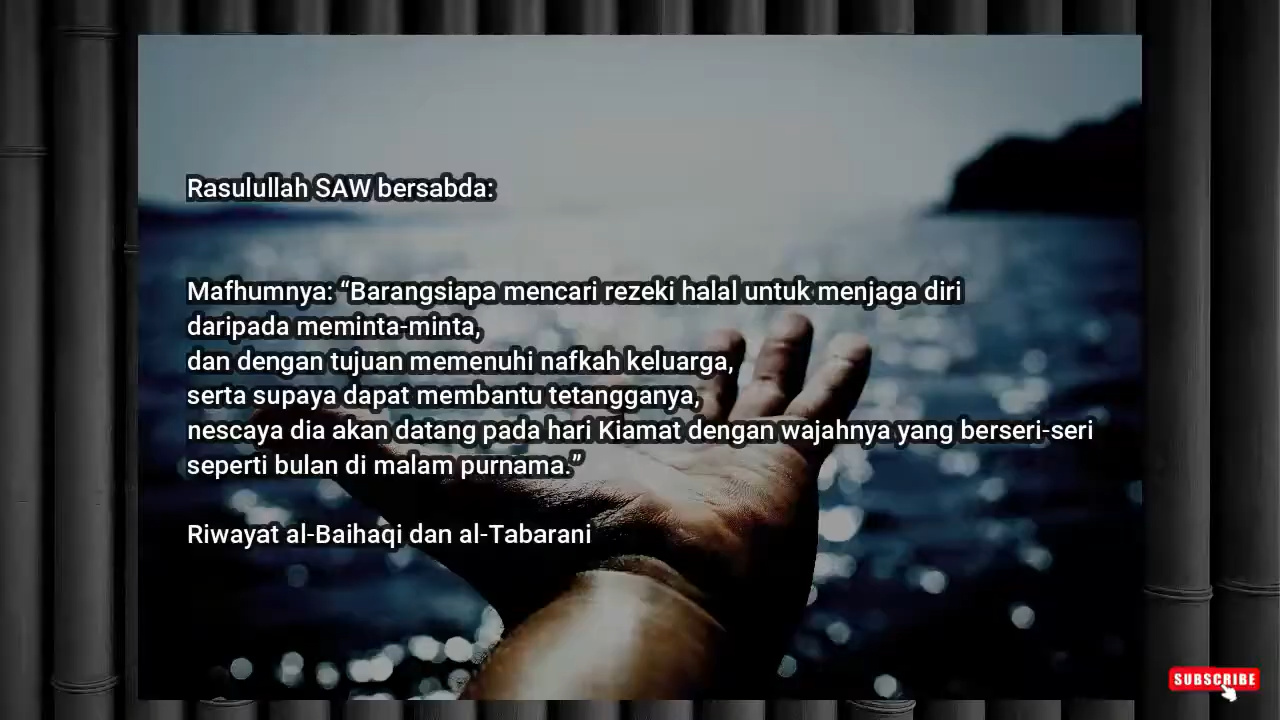 Rasulullah SAW bersabda:
Mafhumnya: “Barangsiapa mencari rezeki halal untuk menjaga diri
daripada meminta-minta,
dan dengan tujuan memenuhi nafkah keluarga,
serta supaya dapat membantu tetangganya,
nescaya dia akan datang pada hari Kiamat dengan wajahnya yang berseri-seri
seperti bulan di malam purnama.”
Riwayat al-Baihaqi dan al-Tabarani
SUBSCRIBE